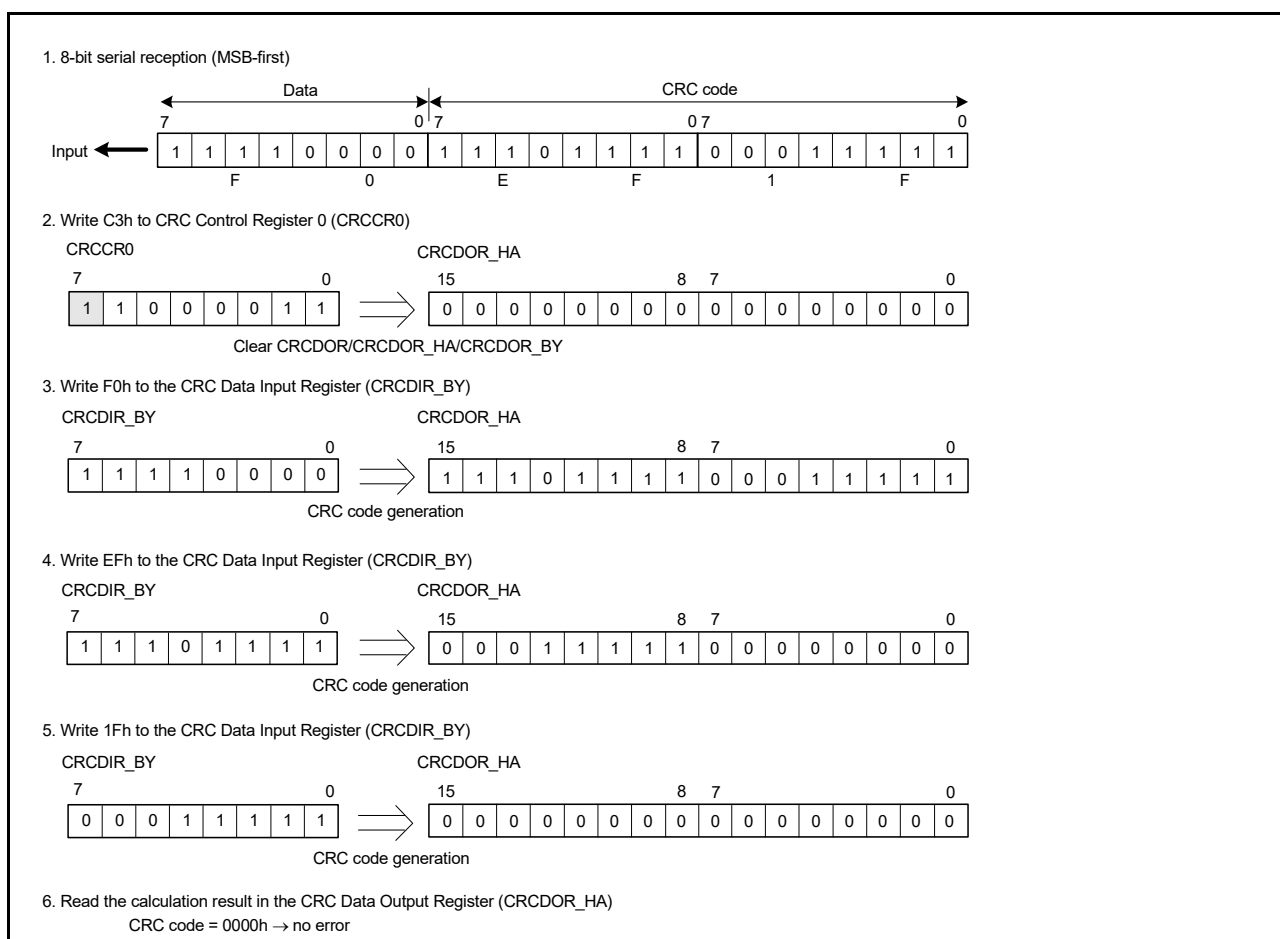 1. 8-bit serial reception (MSB-first)
Data CRC code
7 0 7 0 7 0
Input 1 1 1 1 0 0 0 0 1 1 1 0 1 1 1 1 0 0 0 1 1 1 1 1
F 0 E F 1 F
2. Write C3h to CRC Control Register 0 (CRCCR0)
CRCCR0 CRCDOR_HA
7 0 15 8 7 0
1 1 0 0 0 0 1 1 0 0 0 0 0 0 0 0 0 0 0 0 0 0 0 0
Clear CRCDOR/CRCDOR_HA/CRCDOR_BY
3. Write F0h to the CRC Data Input Register (CRCDIR_BY)
CRCDIR_BY CRCDOR_HA
7 0 15 8 7 0
1 1 1 1 0 0 0 0 1 1 1 0 1 1 1 1 0 0 0 1 1 1 1 1
CRC code generation
4. Write EFh to the CRC Data Input Register (CRCDIR_BY)
CRCDIR_BY CRCDOR_HA
7 0 15 8 7 0
1 1 1 0 1 1 1 1 0 0 0 1 1 1 1 1 0 0 0 0 0 0 0 0
CRC code generation
5. Write 1Fh to the CRC Data Input Register (CRCDIR_BY)
CRCDIR_BY CRCDOR_HA
7 0 15 8 7 0
0 0 0 1 1 1 1 1 0 0 0 0 0 0 0 0 0 0 0 0 0 0 0 0
CRC code generation
6. Read the calculation result in the CRC Data Output Register (CRCDOR_HA)
CRC code = 0000h → no error